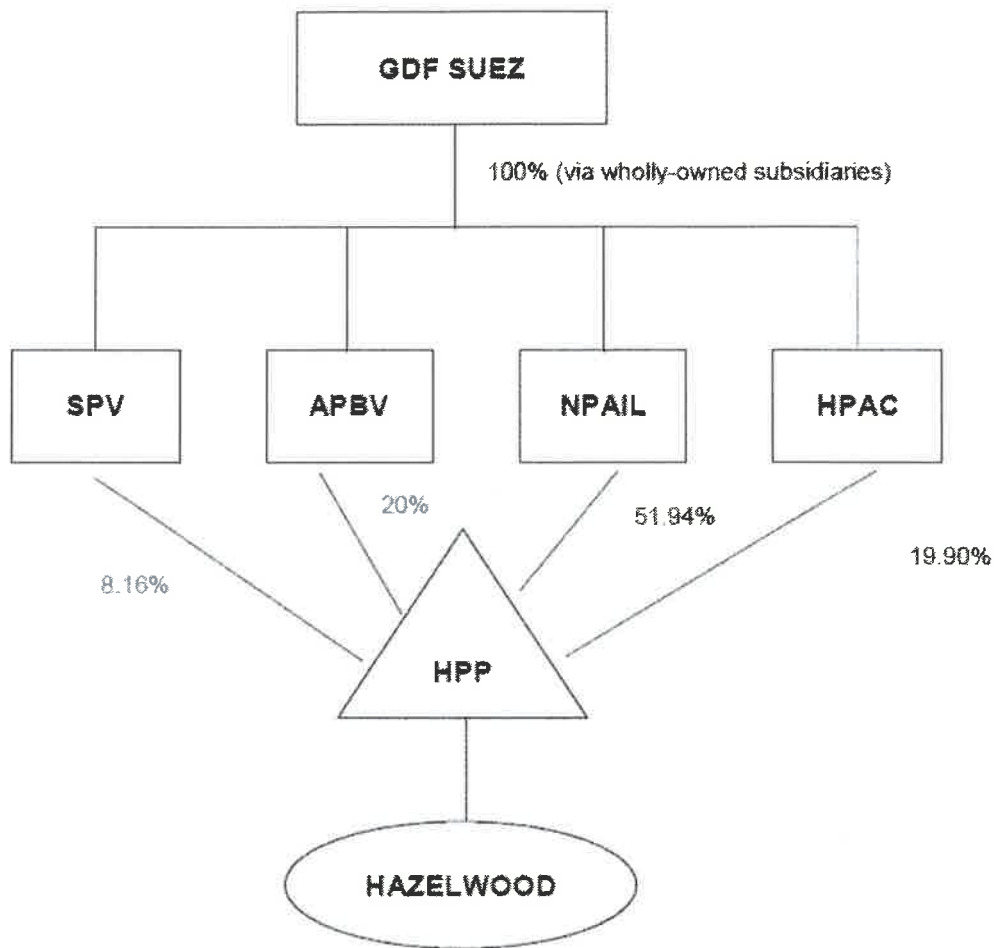 GDF SUEZ
100% (via wholly-owned subsidiaries)
SPV
APBV
NPAIL
HPAC
20%
51.94%
19.90%
8.16%
HPP
HAZELWOOD